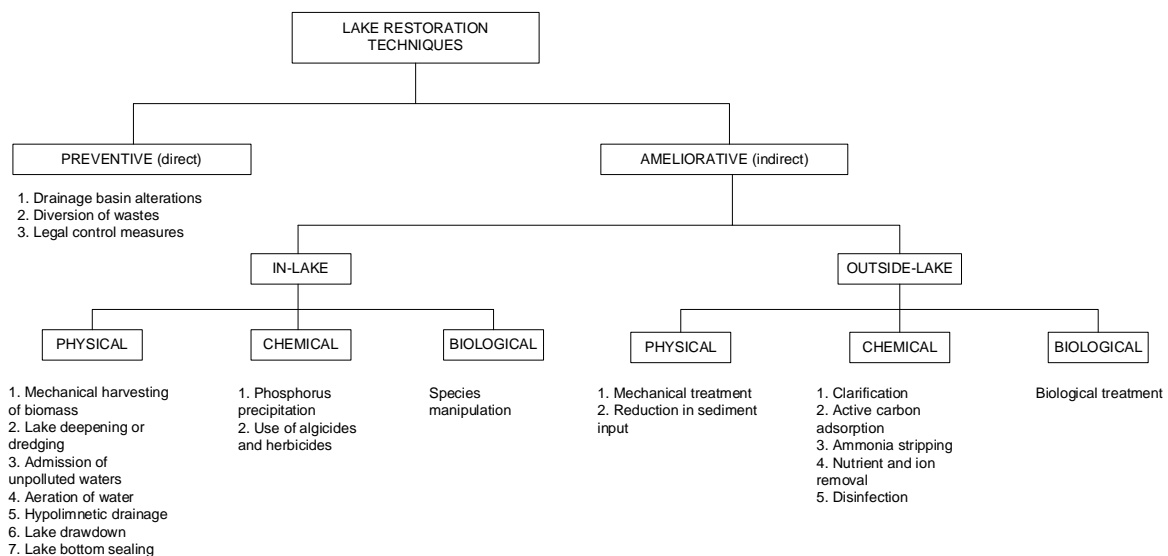 LAKE RESTORATION
TECHNIQUES
PREVENTIVE (direct)
AMELIORATIVE (indirect)
1. Drainage basin alterations
2. Diversion of wastes
3. Legal control measures
IN-LAKE
OUTSIDE-LAKE
PHYSICAL
CHEMICAL
BIOLOGICAL
PHYSICAL
CHEMICAL
BIOLOGICAL
1. Mechanical harvesting
of biomass
2. Lake deepening or
dredging
3. Admission of
unpolluted waters
4. Aeration of water
5. Hypolimnetic drainage
6. Lake drawdown
7. Lake bottom sealing
1. Phosphorus
precipitation
2. Use of algicides
and herbicides
Species
manipulation
1. Mechanical treatment
2. Reduction in sediment
input
1. Clarification
2. Active carbon
adsorption
3. Ammonia stripping
4. Nutrient and ion
removal
5. Disinfection
Biological treatment